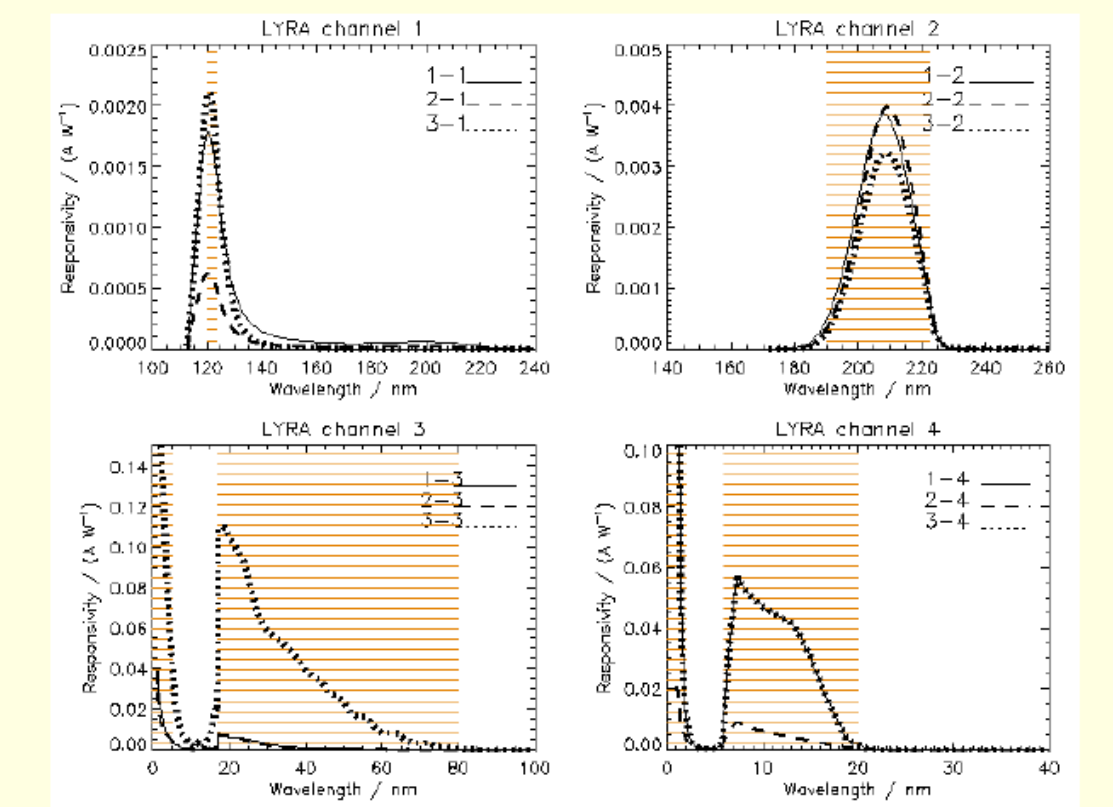 LYRA channel 1
0.0025
0.0020
0.0015
0.0010
0.0005
0.0000
Responsivity / (A W⁻¹)
1-1
2-1
3-1
100 120 140 160 180 200 220 240
Wavelength / nm
LYRA channel 2
0.005
0.004
0.003
0.002
0.001
0.000
Responsivity / (A W⁻¹)
1-2
2-2
3-2
140 160 180 200 220 240 260
Wavelength / nm
LYRA channel 3
0.14
0.12
0.10
0.08
0.06
0.04
0.02
0.00
Responsivity / (A W⁻¹)
1-3
2-3
3-3
0 20 40 60 80 100
Wavelength / nm
LYRA channel 4
0.10
0.08
0.06
0.04
0.02
0.00
Responsivity / (A W⁻¹)
1-4
2-4
3-4
0 10 20 30 40
Wavelength / nm